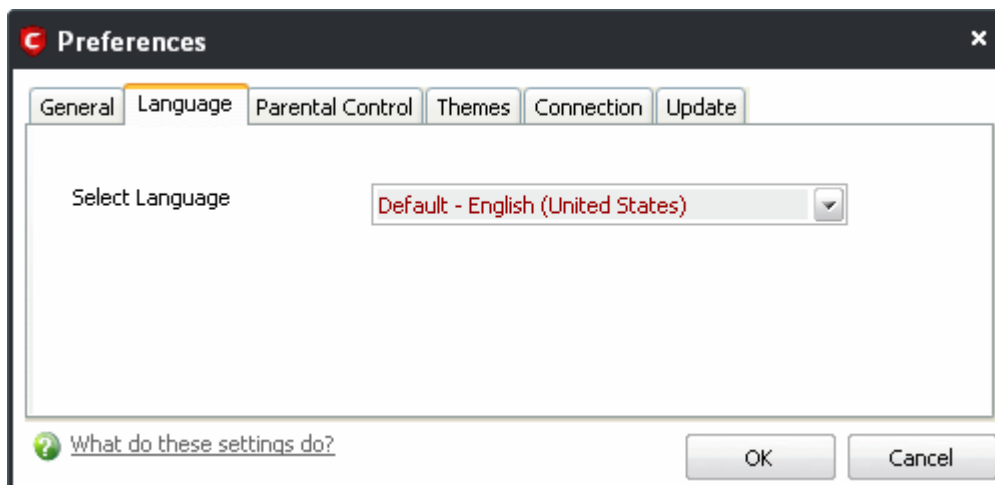 Preferences
General Language Parental Control Themes Connection Update
Select Language Default - English (United States)
What do these settings do? OK Cancel